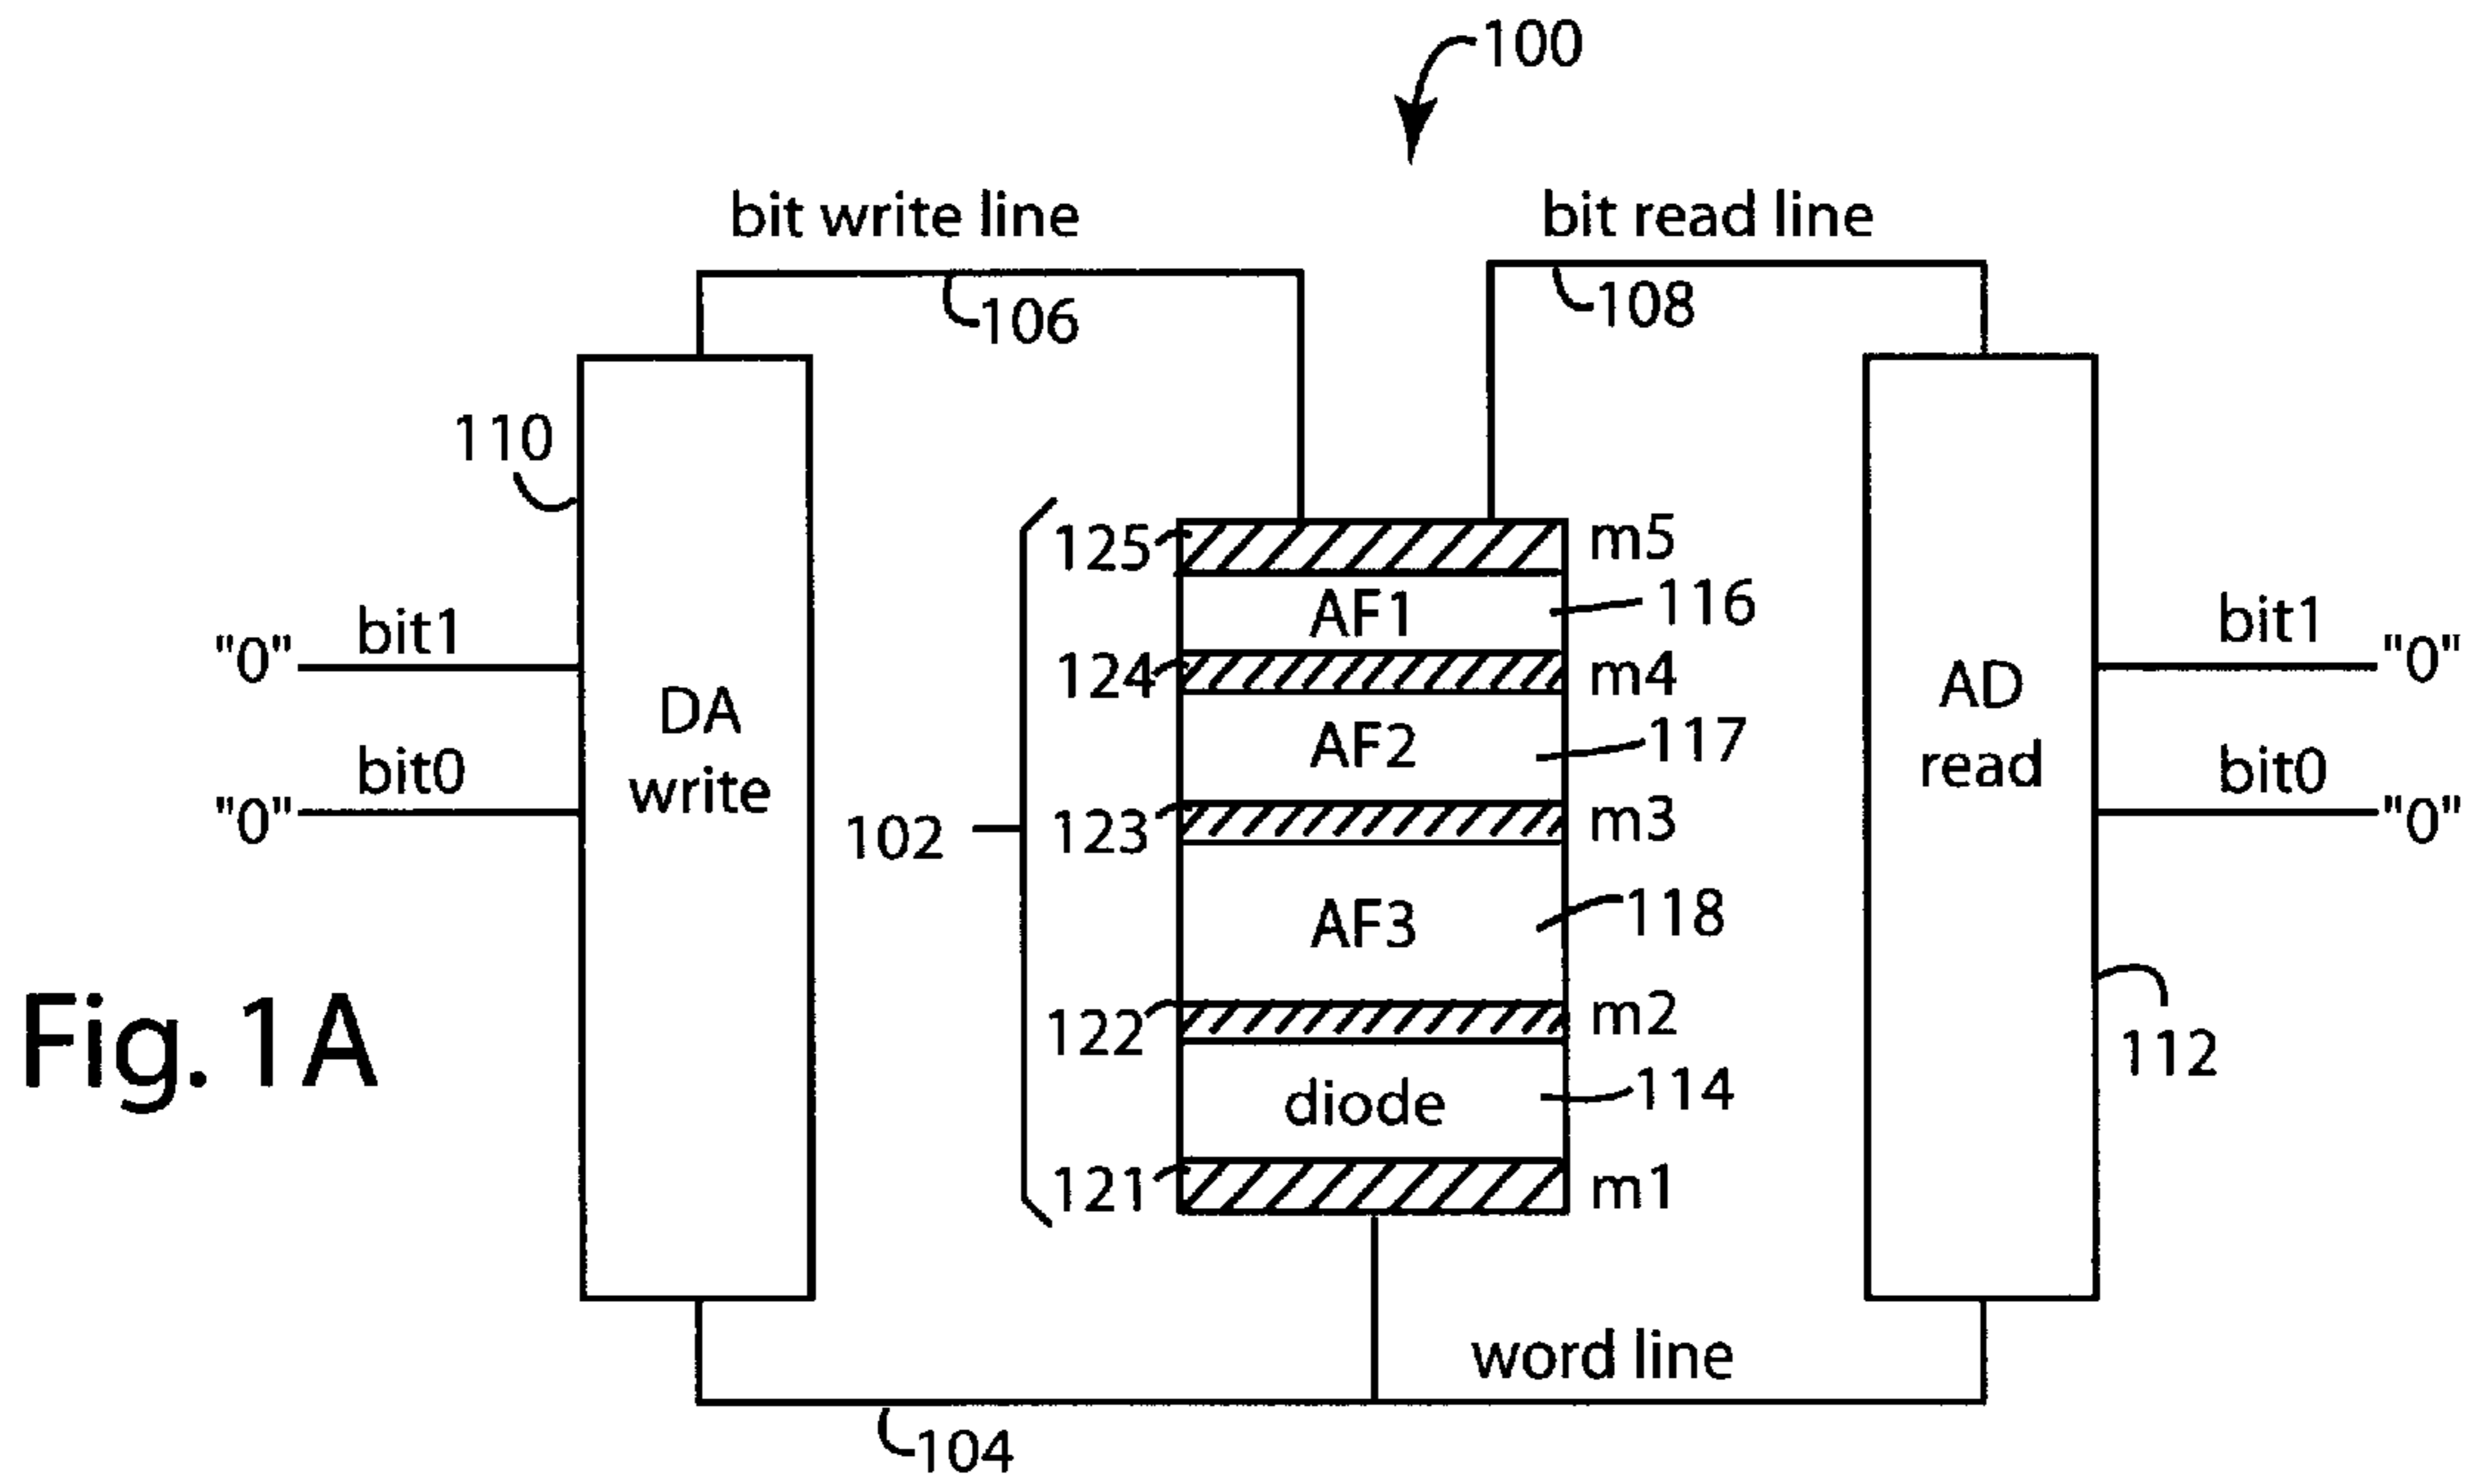 100
bit write line
bit read line
106
108
110
125
m5
AF1
116
"0"
bit1
bit1
"0"
124
m4
DA
write
AD
read
AF2
117
"0"
bit0
bit0
"0"
102
123
m3
AF3
118
Fig. 1A
122
m2
112
diode
114
121
m1
word line
104